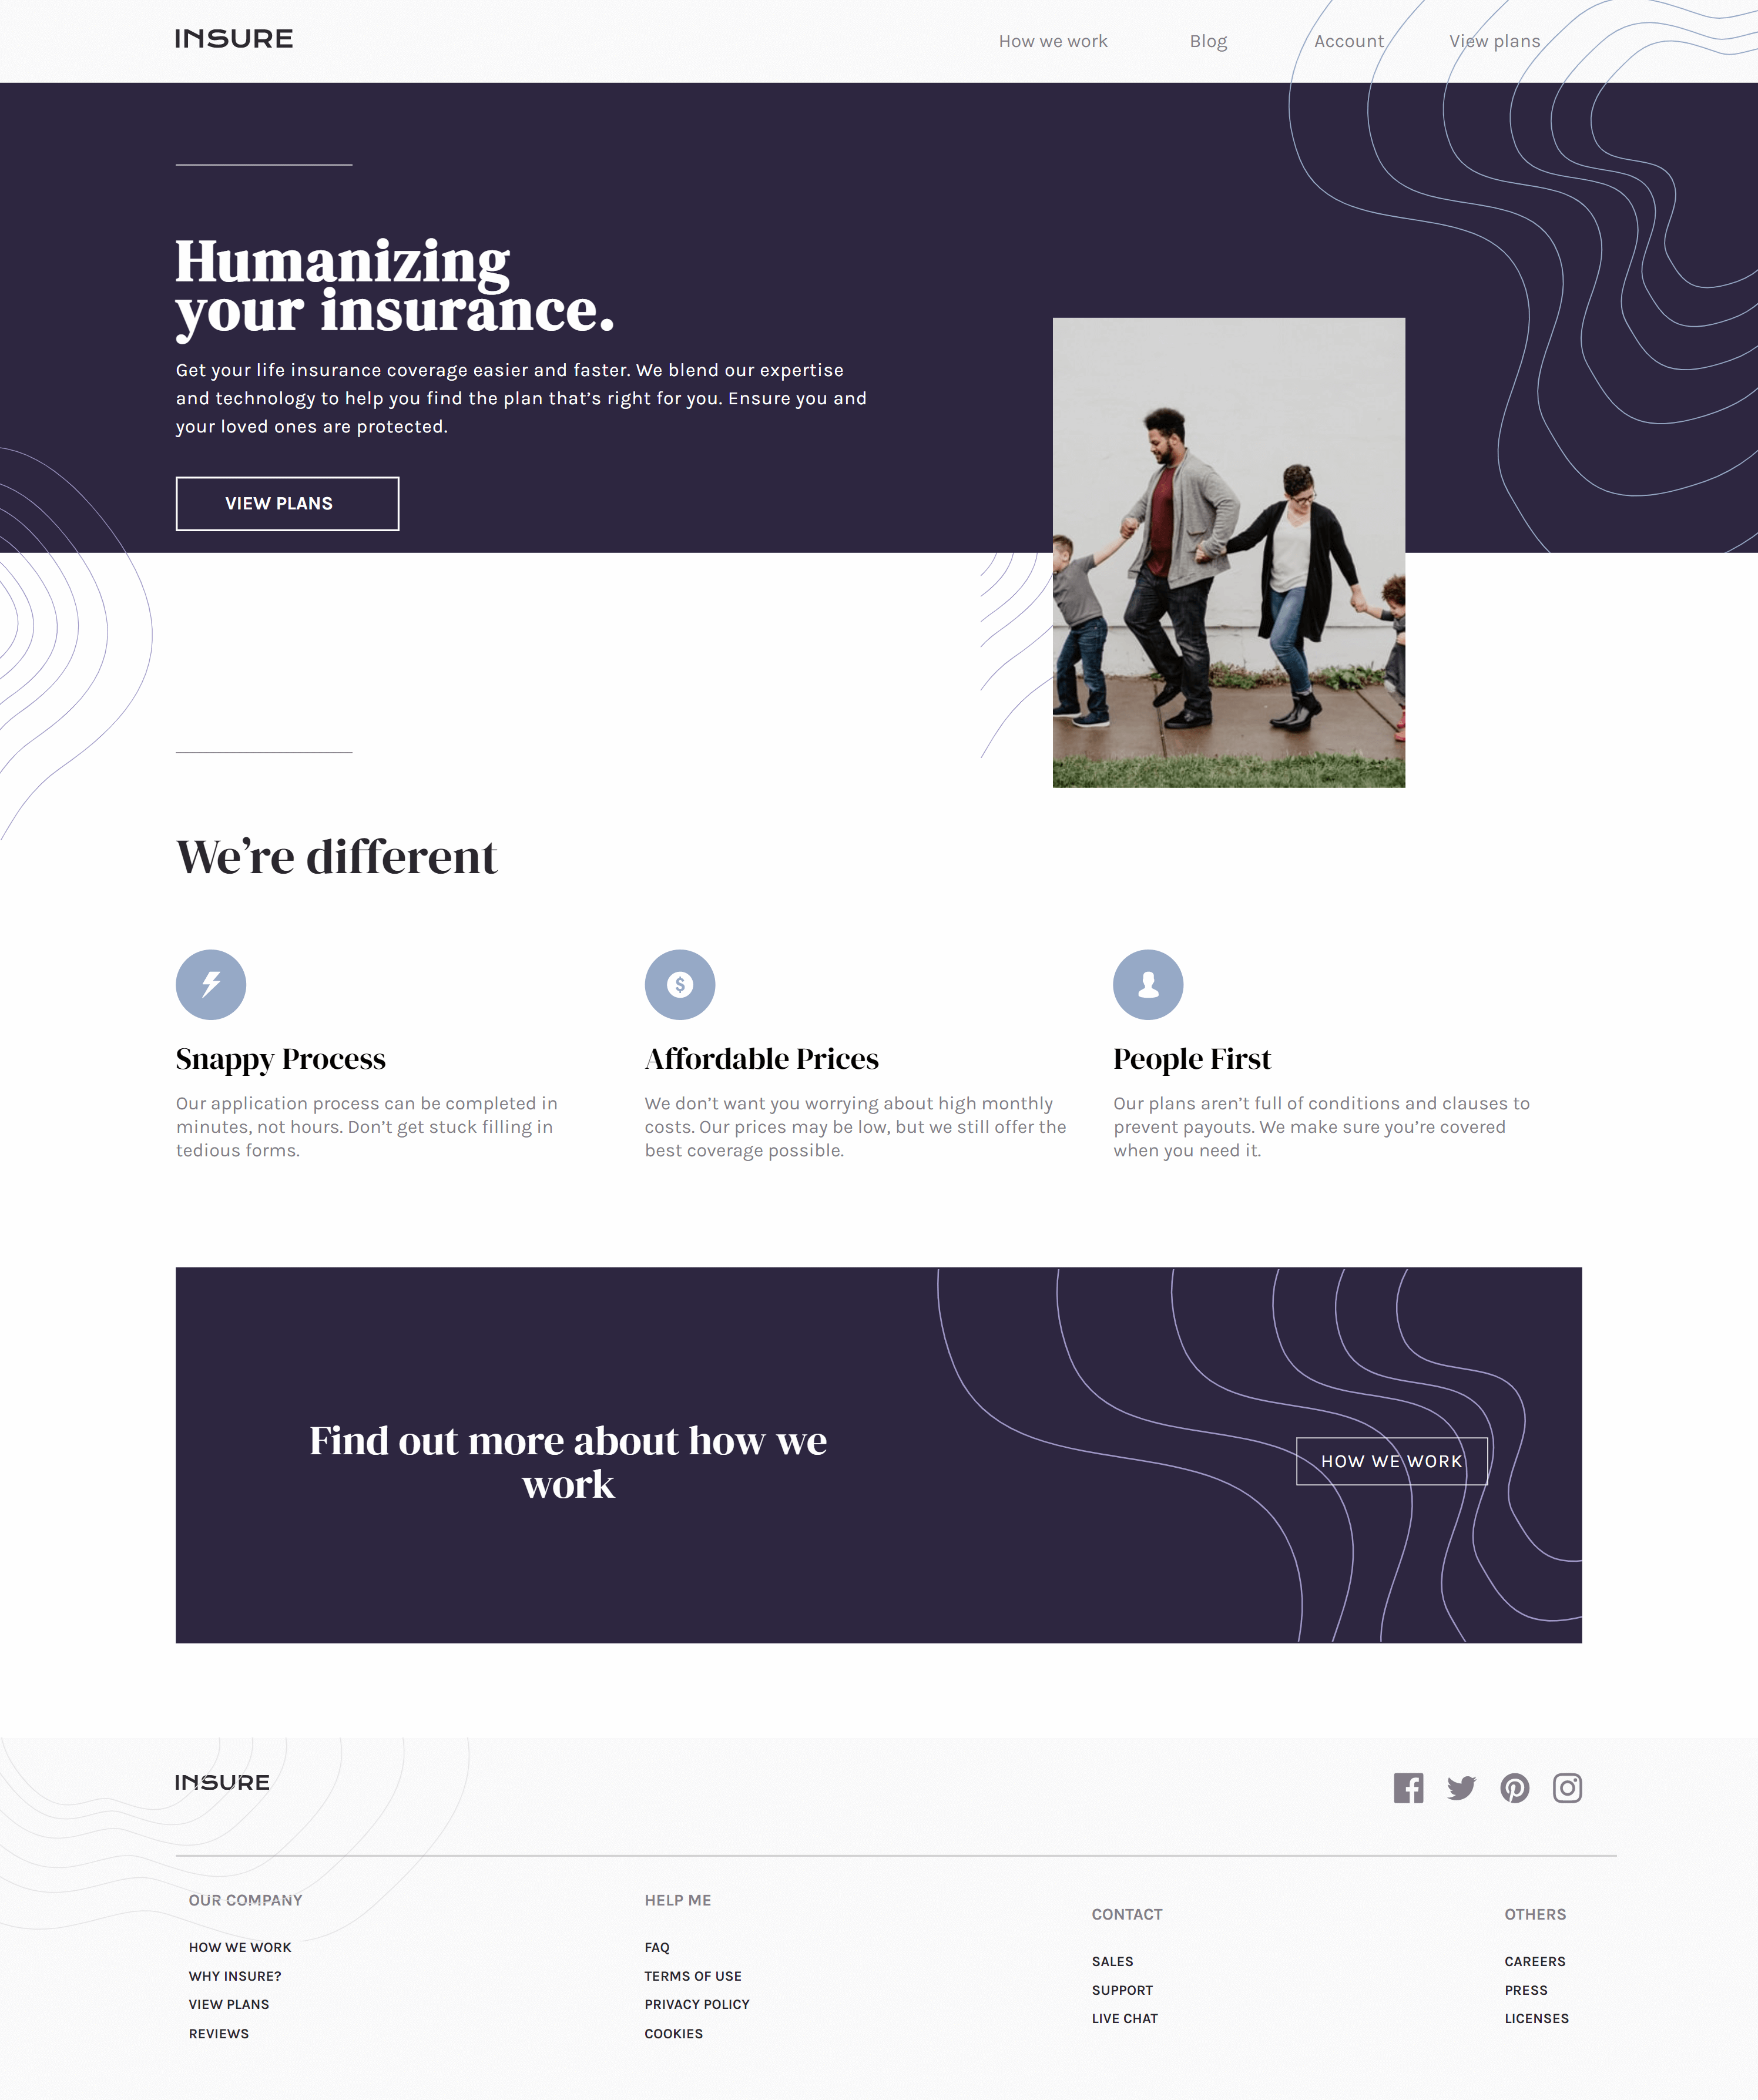 INSURE
How we work
Blog
Account
View plans
Humanizing
your insurance.
Get your life insurance coverage easier and faster. We blend our expertise
and technology to help you find the plan that’s right for you. Ensure you and
your loved ones are protected.
VIEW PLANS
We’re different
Snappy Process
Our application process can be completed in
minutes, not hours. Don’t get stuck filling in
tedious forms.
Affordable Prices
We don’t want you worrying about high monthly
costs. Our prices may be low, but we still offer the
best coverage possible.
People First
Our plans aren’t full of conditions and clauses to
prevent payouts. We make sure you’re covered
when you need it.
Find out more about how we
work
HOW WE WORK
INSURE
OUR COMPANY
HOW WE WORK
WHY INSURE?
VIEW PLANS
REVIEWS
HELP ME
FAQ
TERMS OF USE
PRIVACY POLICY
COOKIES
CONTACT
SALES
SUPPORT
LIVE CHAT
OTHERS
CAREERS
PRESS
LICENSES